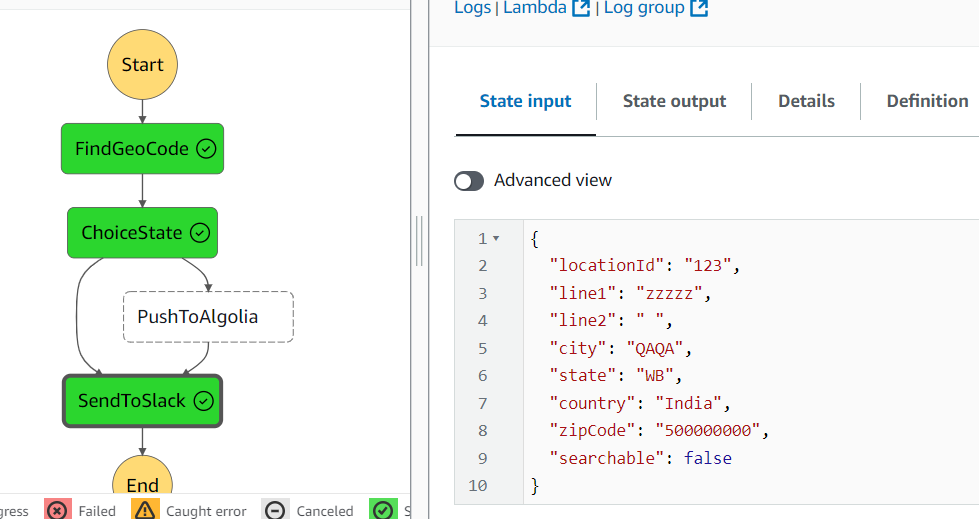 Start
FindGeoCode
ChoiceState
PushToAlgolia
SendToSlack
End
gress Failed Caught error Canceled S
Logs | Lambda | Log group
State input State output Details Definition
Advanced view
1 {
2 "locationId": "123",
3 "line1": "zzzzz",
4 "line2": " ",
5 "city": "QAQA",
6 "state": "WB",
7 "country": "India",
8 "zipCode": "500000000",
9 "searchable": false
10 }